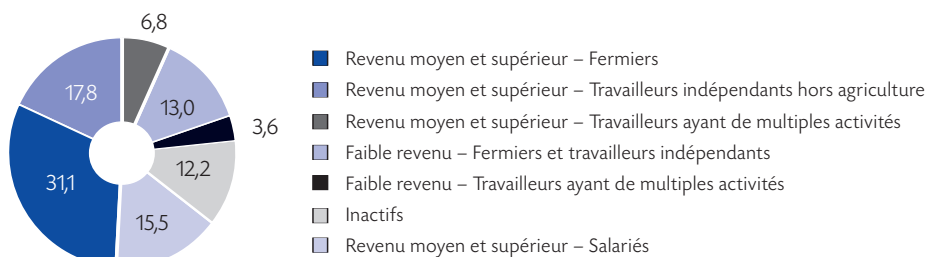 6,8
17,8
13,0
3,6
12,2
15,5
31,1
Revenu moyen et supérieur – Fermiers
Revenu moyen et supérieur – Travailleurs indépendants hors agriculture
Revenu moyen et supérieur – Travailleurs ayant de multiples activités
Faible revenu – Fermiers et travailleurs indépendants
Faible revenu – Travailleurs ayant de multiples activités
Inactifs
Revenu moyen et supérieur – Salariés